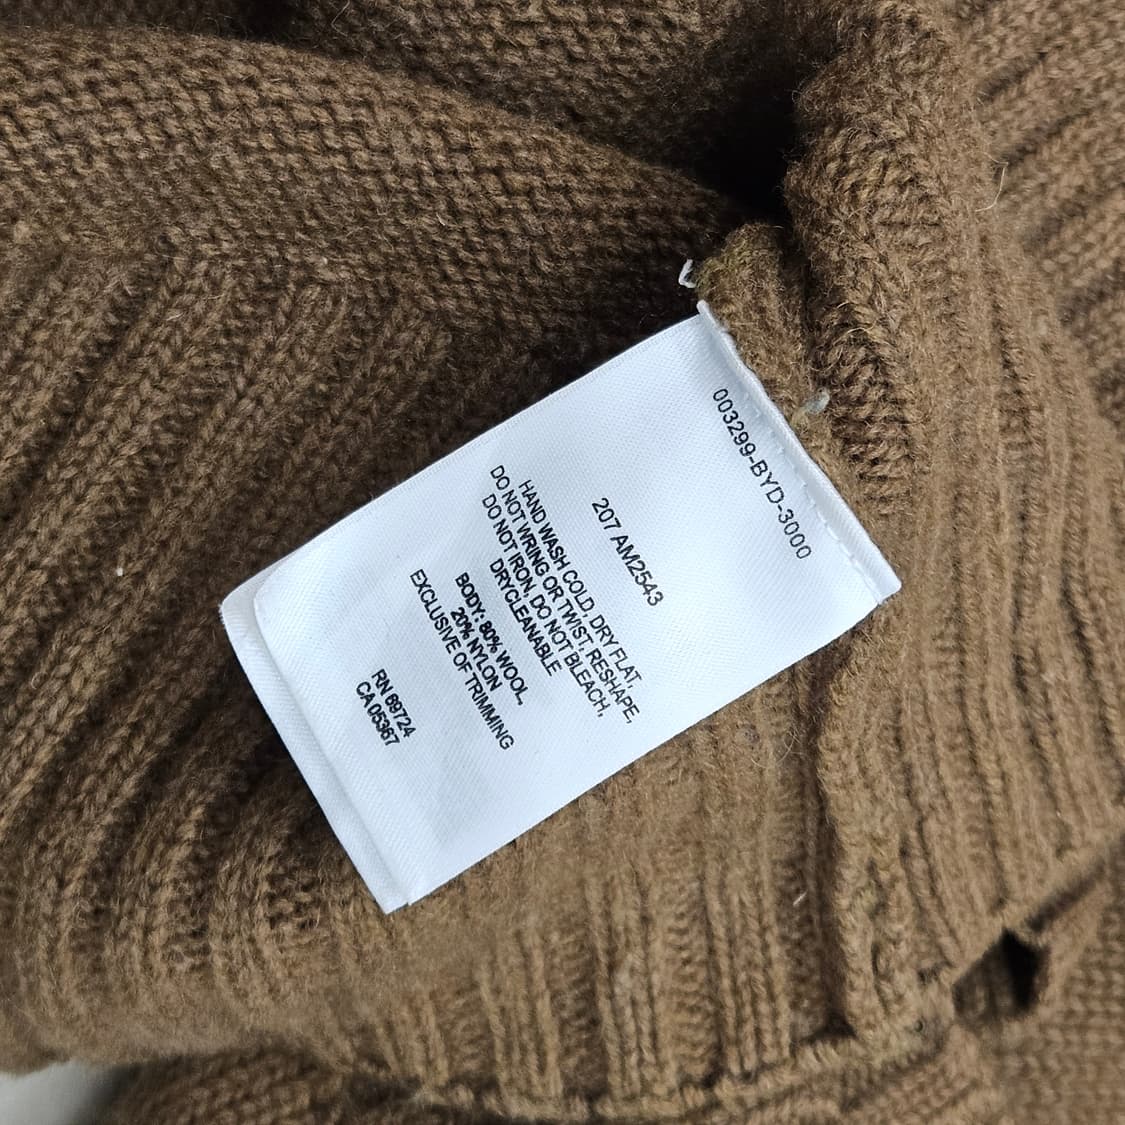 003299-BYD-3000
207 AM2543
HAND WASH COLD, DRY FLAT,
DO NOT WRING OR TWIST, RESHAPE,
DO NOT IRON, DO NOT BLEACH,
DRYCLEANABLE
BODY: 80% WOOL,
20% NYLON
EXCLUSIVE OF TRIMMING
RN 69724
CA 05367